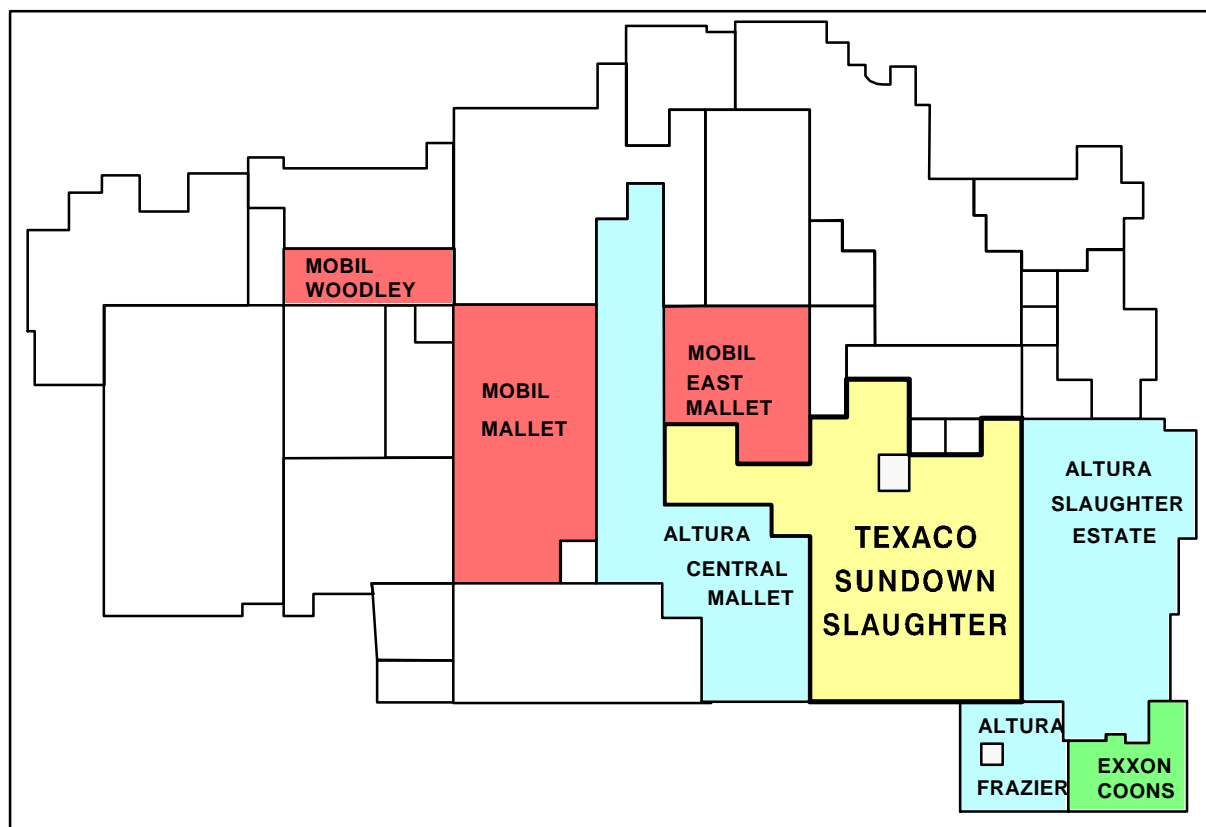 MOBIL
WOODLEY
MOBIL
MALLET
MOBIL
EAST
MALLET
ALTURA
CENTRAL
MALLET
TEXACO
SUNDOWN
SLAUGHTER
ALTURA
SLAUGHTER
ESTATE
ALTURA
FRAZIER
EXXON
COONS